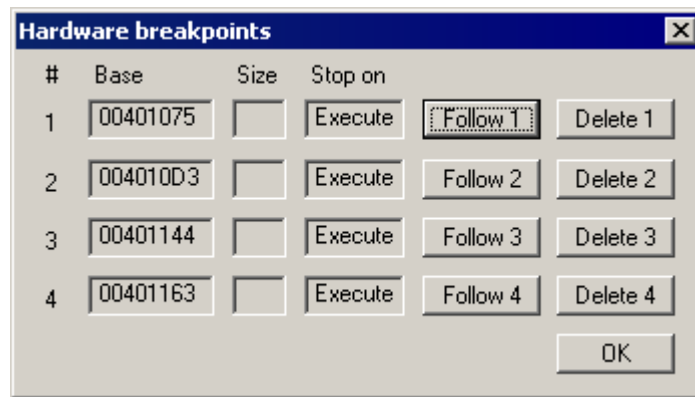 Hardware breakpoints
# Base Size Stop on
1 00401075 Execute Follow 1 Delete 1
2 004010D3 Execute Follow 2 Delete 2
3 00401144 Execute Follow 3 Delete 3
4 00401163 Execute Follow 4 Delete 4
OK